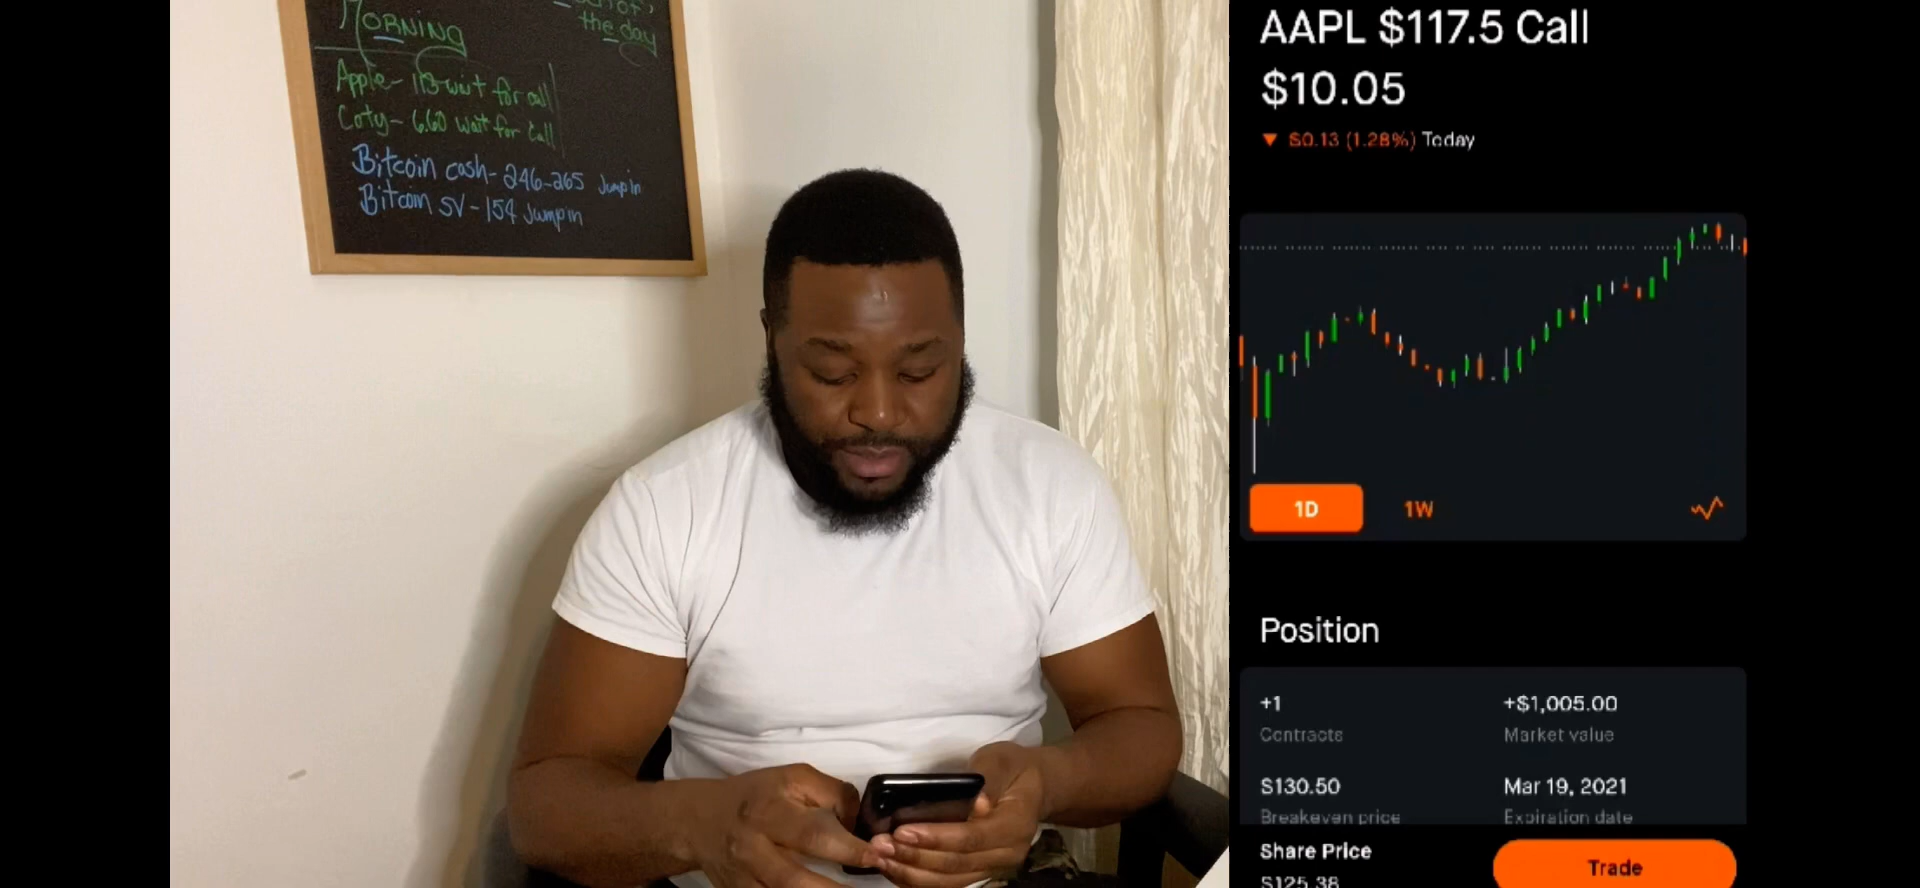 MORNING
the day
Apple- 113 wait for call
Coty- 6.60 wait for call
Bitcoin cash- 246-265 Jump in
Bitcoin SV - 154 Jump in
AAPL $117.5 Call
$10.05
▼ $0.13 (1.28%) Today
1D
1W
Position
+1
+$1,005.00
Contracts
Market value
$130.50
Mar 19, 2021
Breakeven price
Expiration date
Share Price
Trade
$125.38